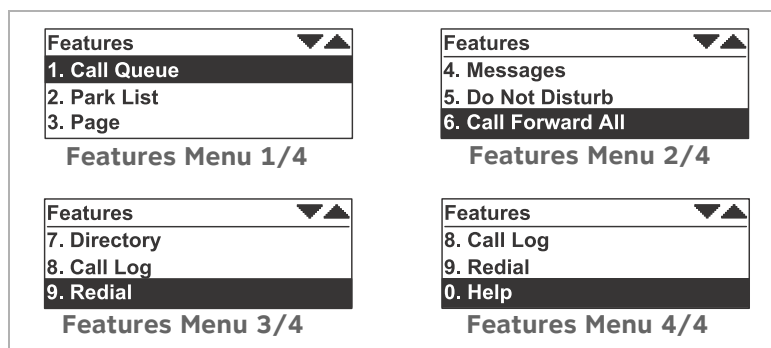 Features
1. Call Queue
2. Park List
3. Page
Features Menu 1/4
Features
4. Messages
5. Do Not Disturb
6. Call Forward All
Features Menu 2/4
Features
7. Directory
8. Call Log
9. Redial
Features Menu 3/4
Features
8. Call Log
9. Redial
0. Help
Features Menu 4/4